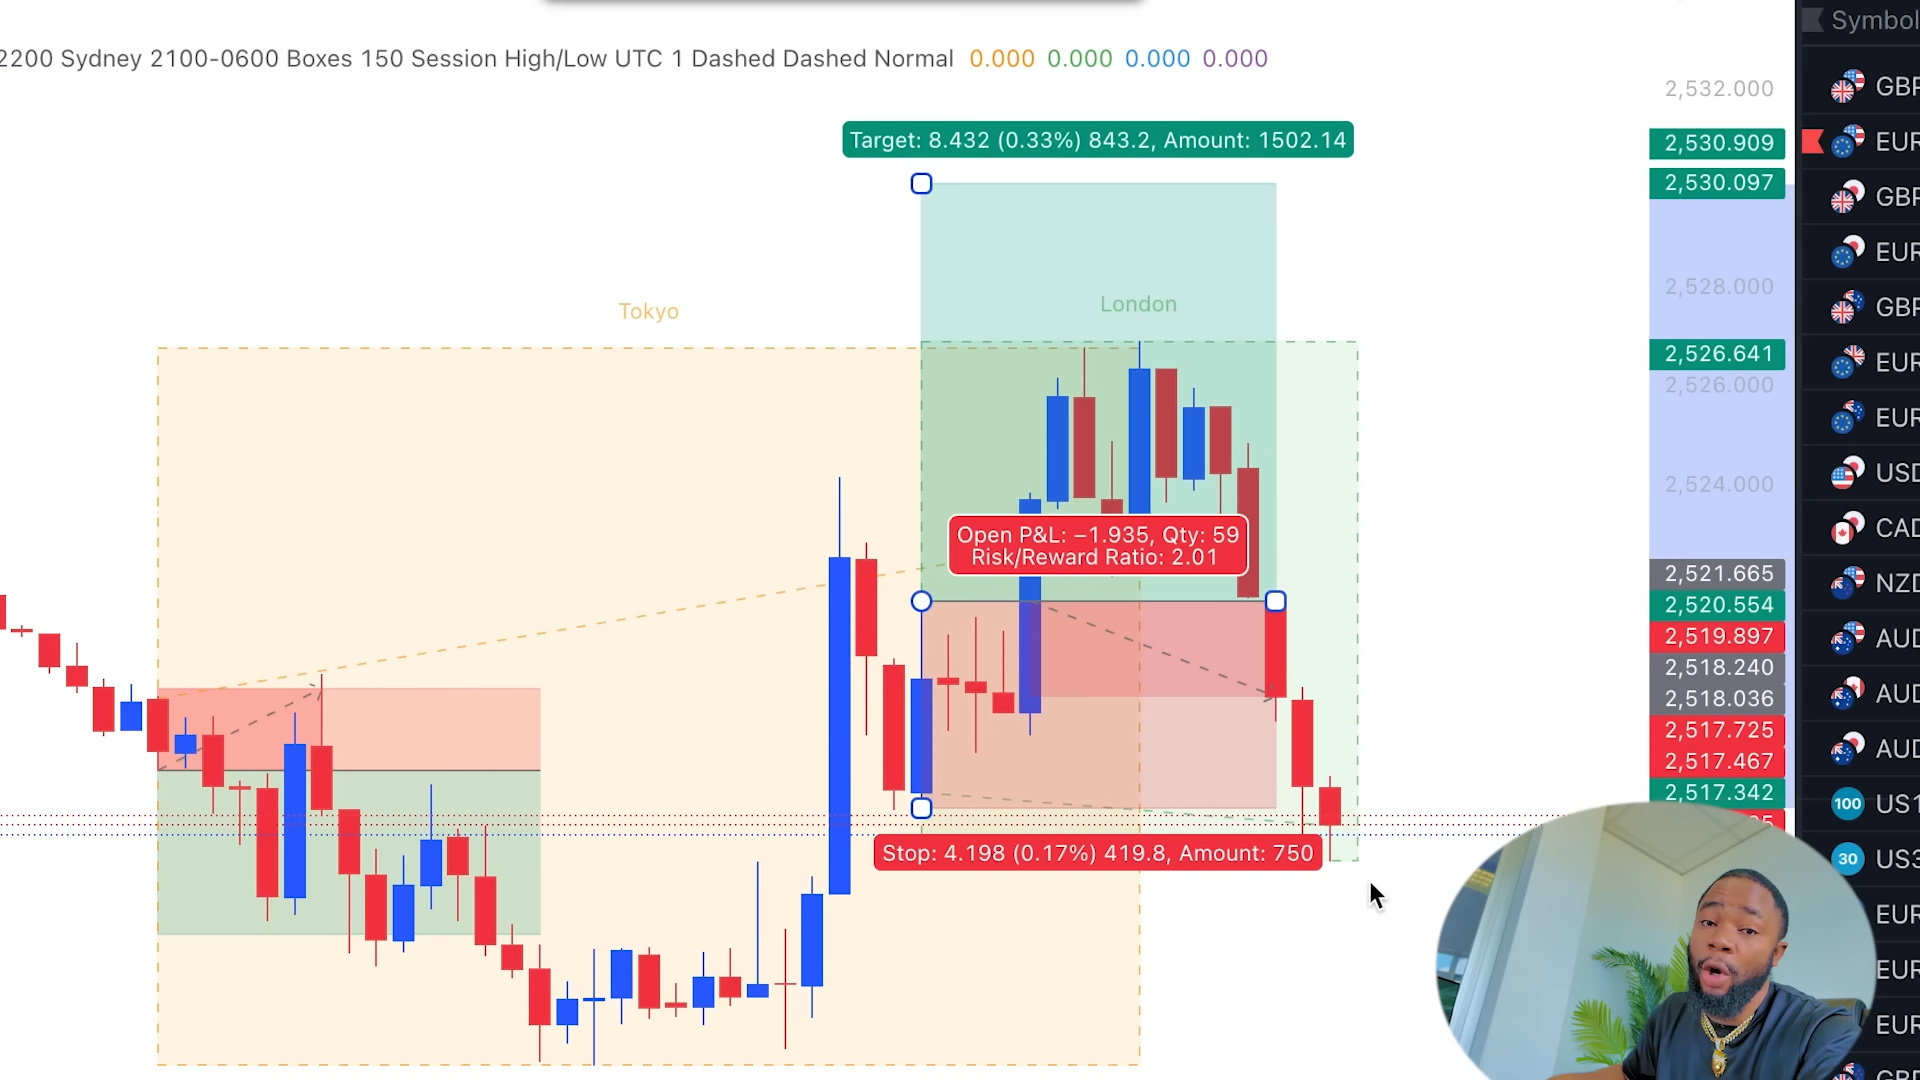 2200 Sydney 2100-0600 Boxes 150 Session High/Low UTC 1 Dashed Dashed Normal 0.000 0.000 0.000 0.000
Target: 8.432 (0.33%) 843.2, Amount: 1502.14
Tokyo
London
Open P&L: −1.935, Qty: 59
Risk/Reward Ratio: 2.01
Stop: 4.198 (0.17%) 419.8, Amount: 750
2,532.000
2,530.909
2,530.097
2,528.000
2,526.641
2,526.000
2,524.000
2,521.665
2,520.554
2,519.897
2,518.240
2,518.036
2,517.725
2,517.467
2,517.342
Symbol
GBP
EUR
GBP
EUR
GBP
EUR
EUR
USD
CAD
NZD
AUD
AUD
AUD
100 US1
30 US3
EUR
EUR
EUR
GBP